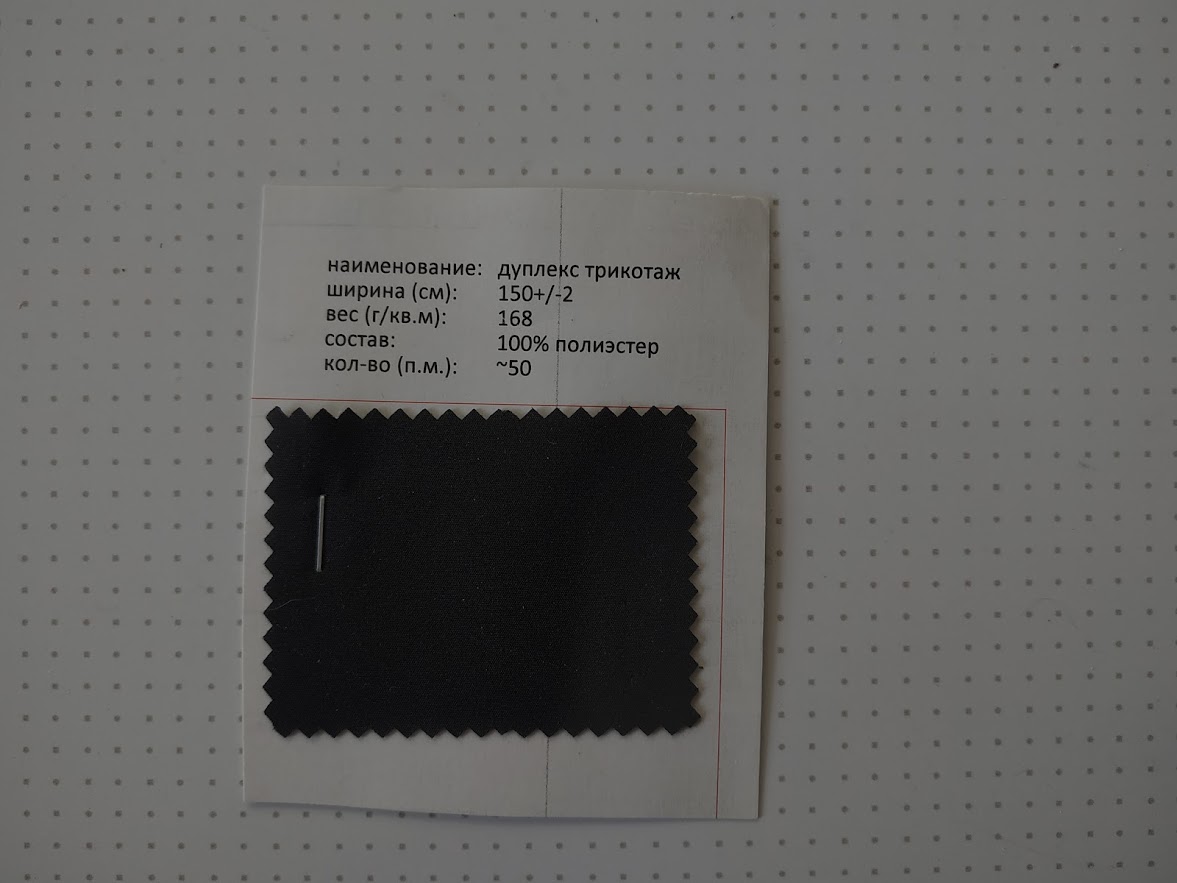 наименование: дуплекс трикотаж
ширина (см): 150+/-2
вес (г/кв.м): 168
состав: 100% полиэстер
кол-во (п.м.): ~50